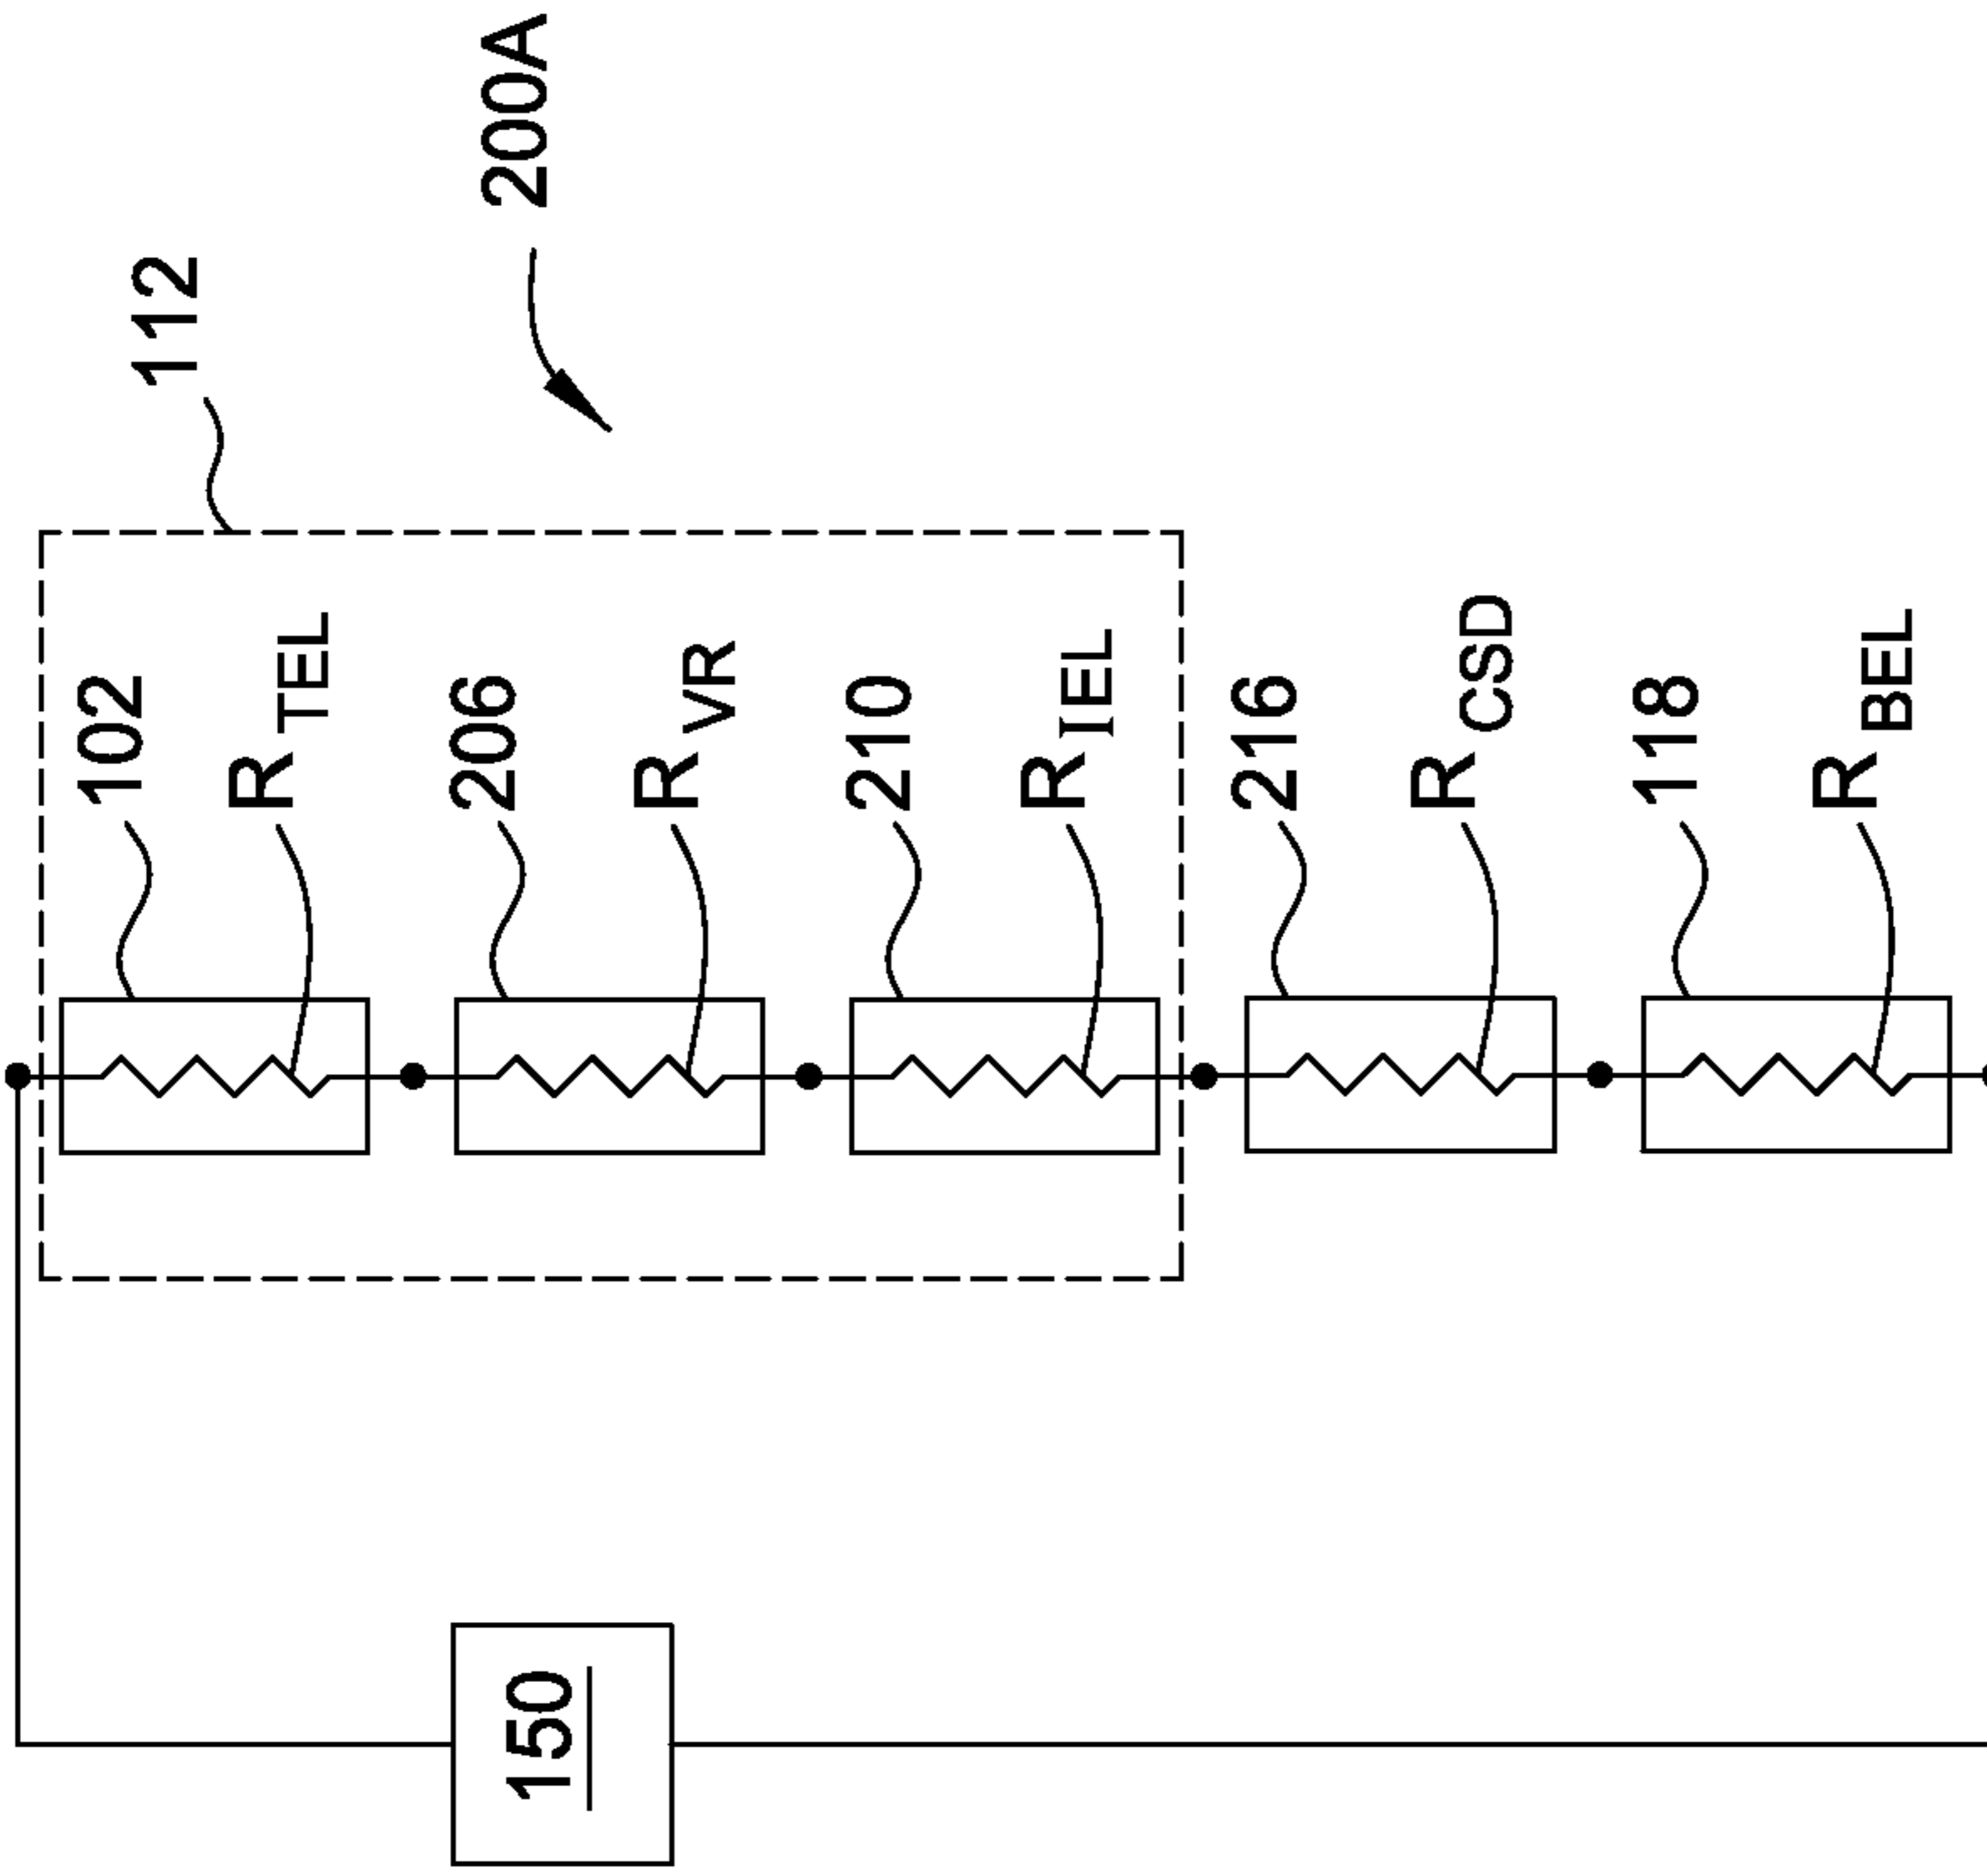 200A
112
102
R TEL
206
R VR
210
R IEL
216
R CSD
118
R BEL
150